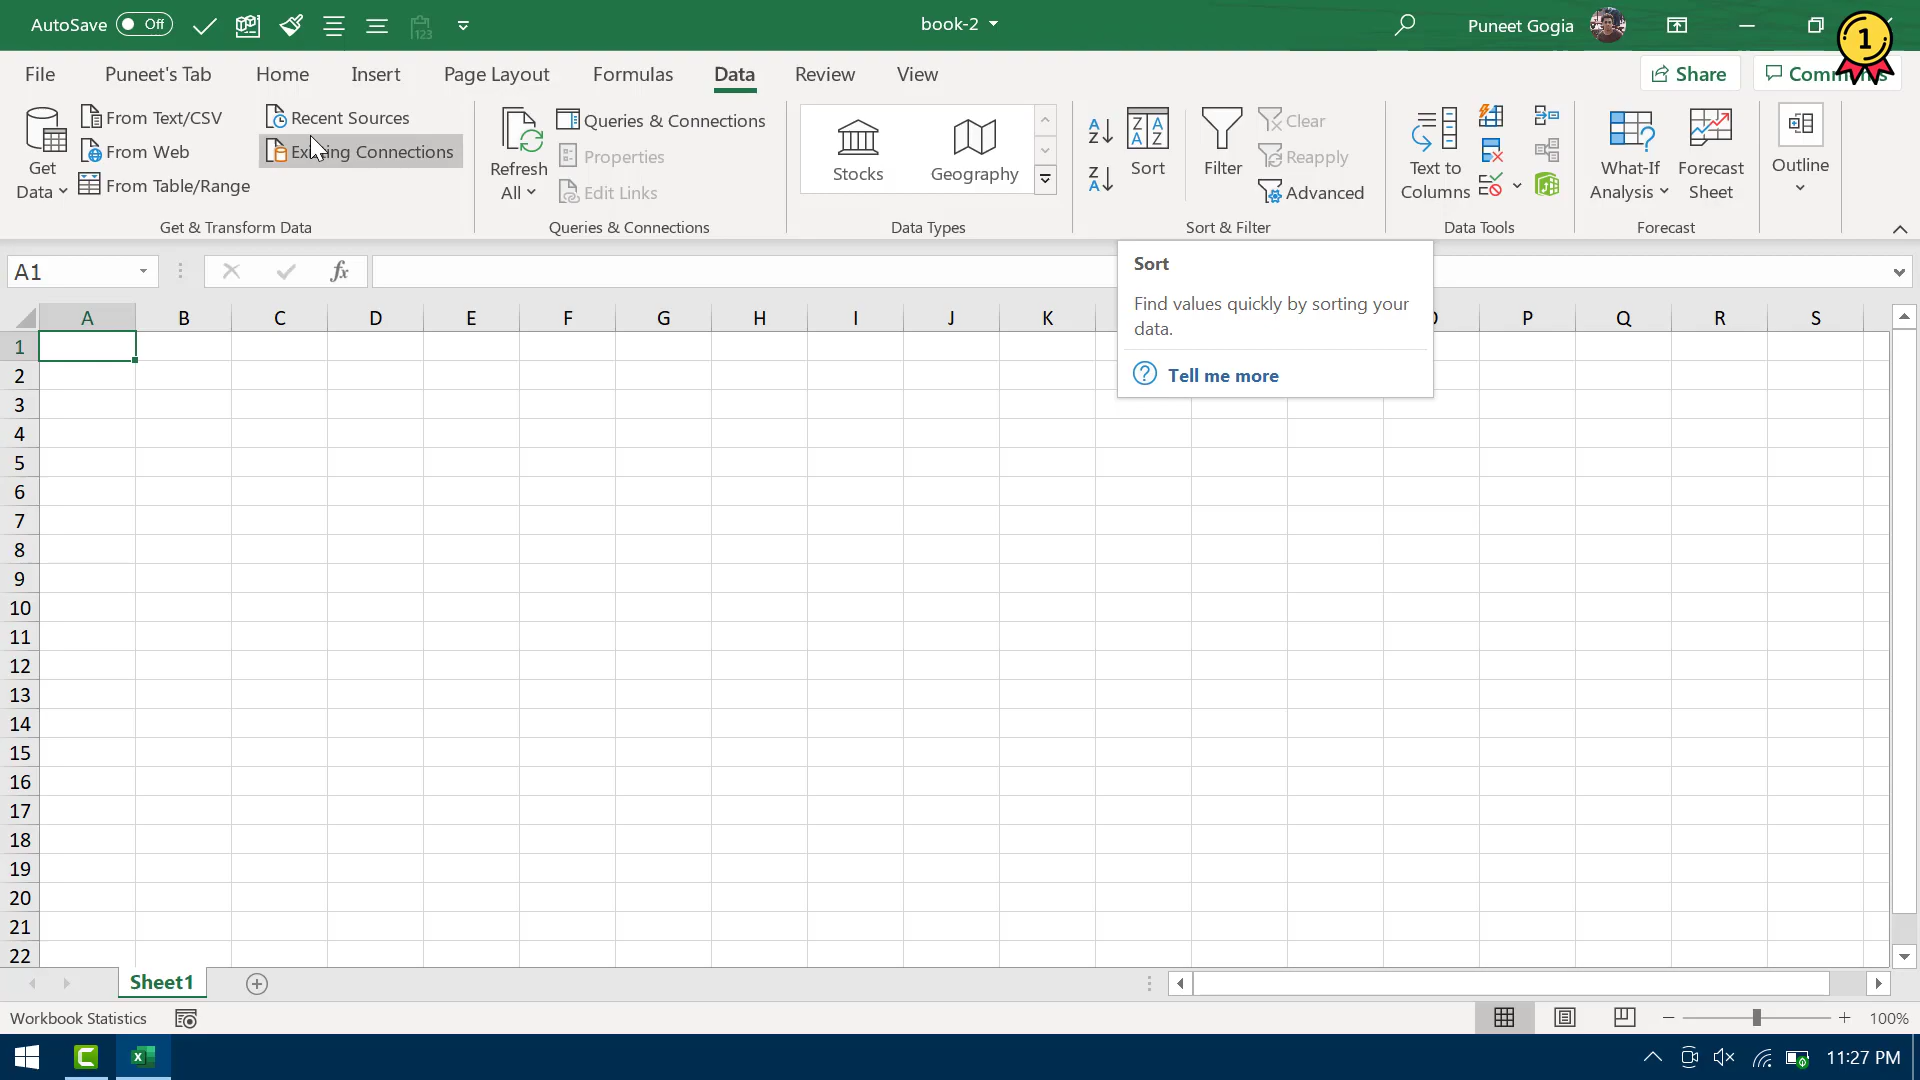 AutoSave Off
book-2
Puneet Gogia
File Puneet's Tab Home Insert Page Layout Formulas Data Review View
Share
1
Get Data
From Text/CSV
From Web
From Table/Range
Recent Sources
Connections
Get & Transform Data
Refresh All
Queries & Connections
Properties
Edit Links
Queries & Connections
Stocks
Geography
Data Types
A Z
Z A
Z A A Z
Sort
Filter
Clear
Reapply
Advanced
Sort & Filter
Text to Columns
Data Tools
What-If Analysis
Forecast Sheet
Forecast
Outline
A1
fx
Sort
Find values quickly by sorting your
data.
? Tell me more
A B C D E F G H I J K P Q R S
1
2
3
4
5
6
7
8
9
10
11
12
13
14
15
16
17
18
19
20
21
22
Sheet1
Workbook Statistics
100%
11:27 PM